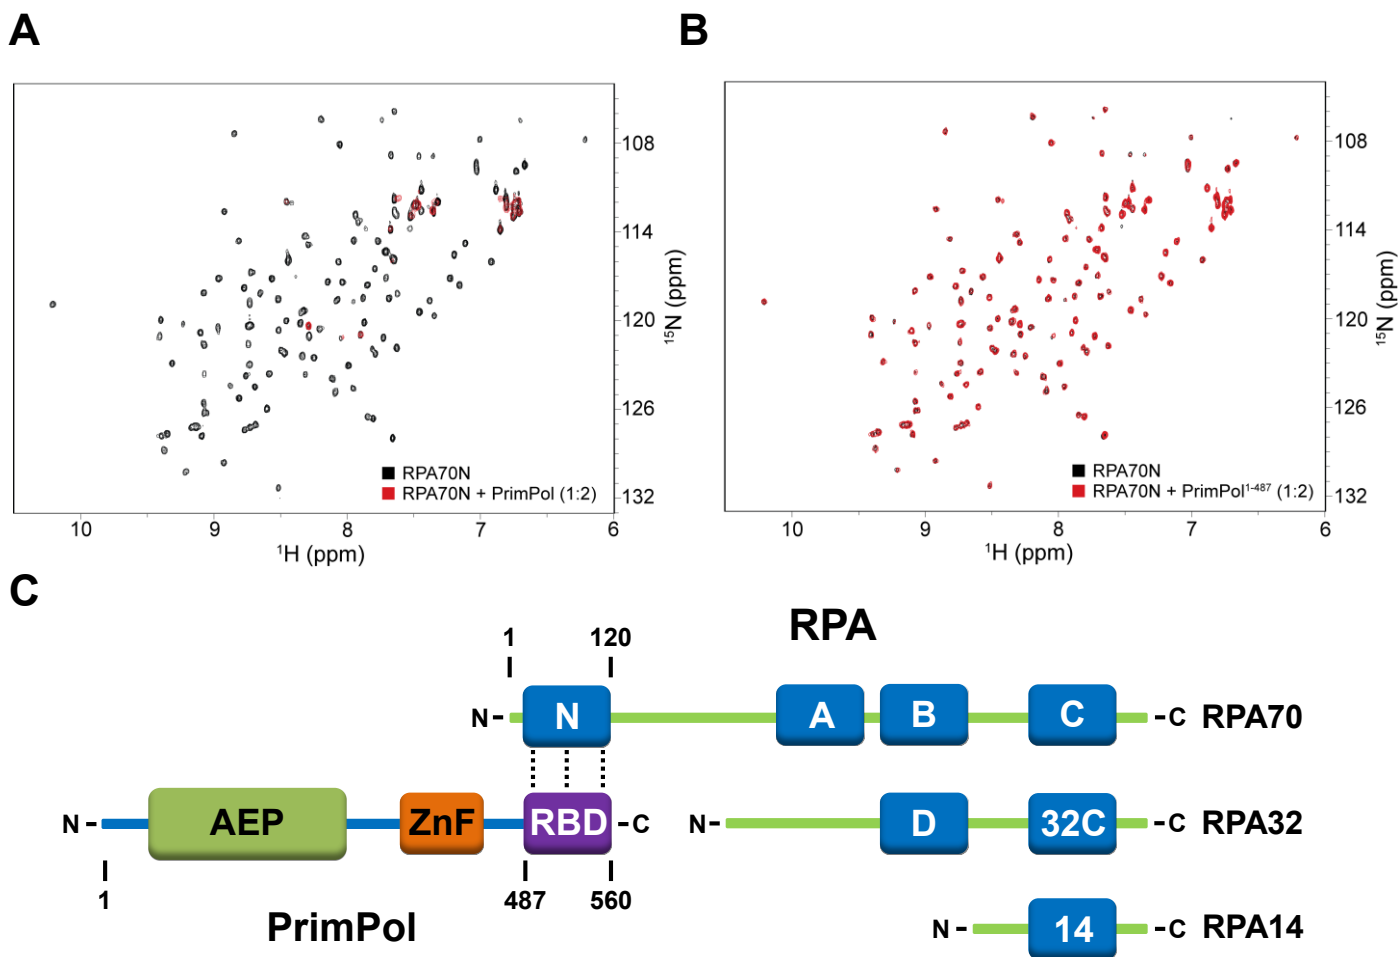 A
B
108
114
120
126
132
¹⁵N (ppm)
RPA70N
RPA70N + PrimPol (1:2)
10 9 8 7 6
¹H (ppm)
108
114
120
126
132
¹⁵N (ppm)
RPA70N
RPA70N + PrimPol¹⁻⁴⁸⁷ (1:2)
10 9 8 7 6
¹H (ppm)
C
RPA
1 120
N N A B C C RPA70
N AEP ZnF RBD C
N D 32C C RPA32
1 487 560
PrimPol
N 14 C RPA14